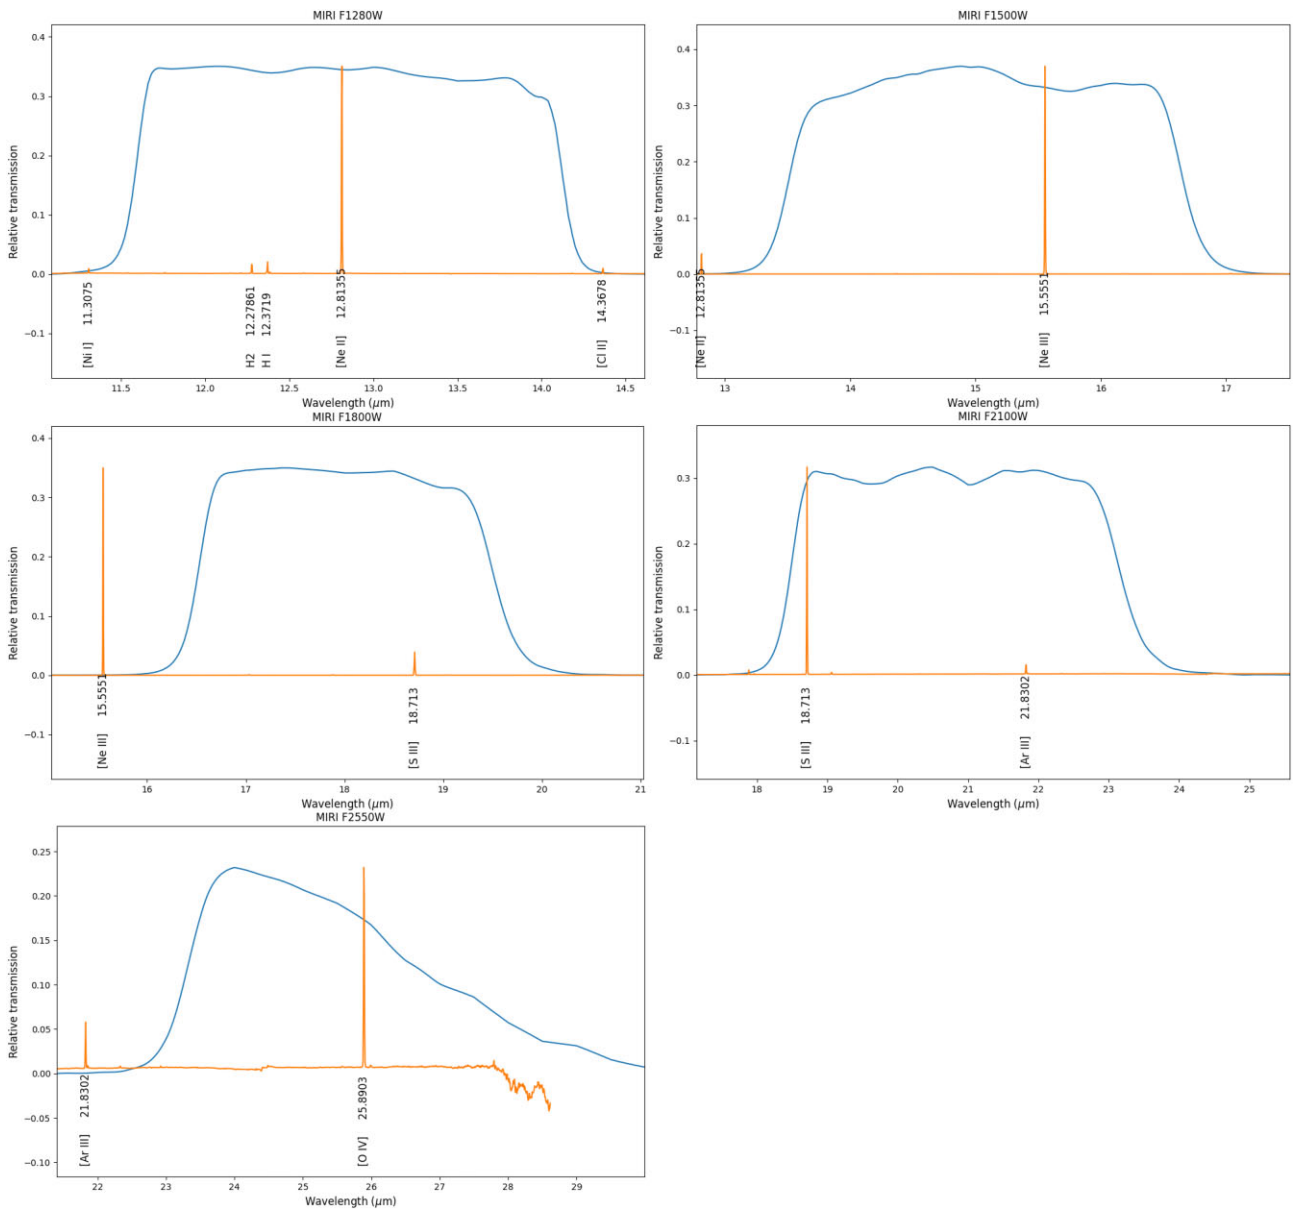 MIRI F1280W
Relative transmission
0.4
0.3
0.2
0.1
0.0
−0.1
[Ni I] 11.3075
H2 12.27861
H I 12.3719
[Ne II] 12.81355
[Cl II] 14.3678
11.5 12.0 12.5 13.0 13.5 14.0 14.5
Wavelength (μm)
MIRI F1500W
Relative transmission
0.4
0.3
0.2
0.1
0.0
−0.1
[Ne II] 12.81355
[Ne III] 15.5551
13 14 15 16 17
Wavelength (μm)
MIRI F1800W
Relative transmission
0.4
0.3
0.2
0.1
0.0
−0.1
[Ne III] 15.5551
[S III] 18.713
16 17 18 19 20 21
Wavelength (μm)
MIRI F2100W
Relative transmission
0.3
0.2
0.1
0.0
−0.1
[S III] 18.713
[Ar III] 21.8302
18 19 20 21 22 23 24 25
Wavelength (μm)
MIRI F2550W
Relative transmission
0.25
0.20
0.15
0.10
0.05
0.00
−0.05
−0.10
[Ar III] 21.8302
[O IV] 25.8903
22 23 24 25 26 27 28 29
Wavelength (μm)